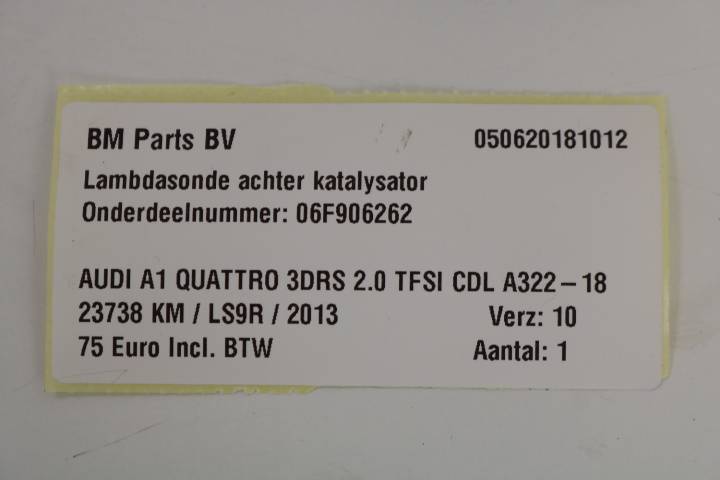 BM Parts BV 050620181012
Lambdasonde achter katalysator
Onderdeelnummer: 06F906262
AUDI A1 QUATTRO 3DRS 2.0 TFSI CDL A322-18
23738 KM / LS9R / 2013 Verz: 10
75 Euro Incl. BTW Aantal: 1